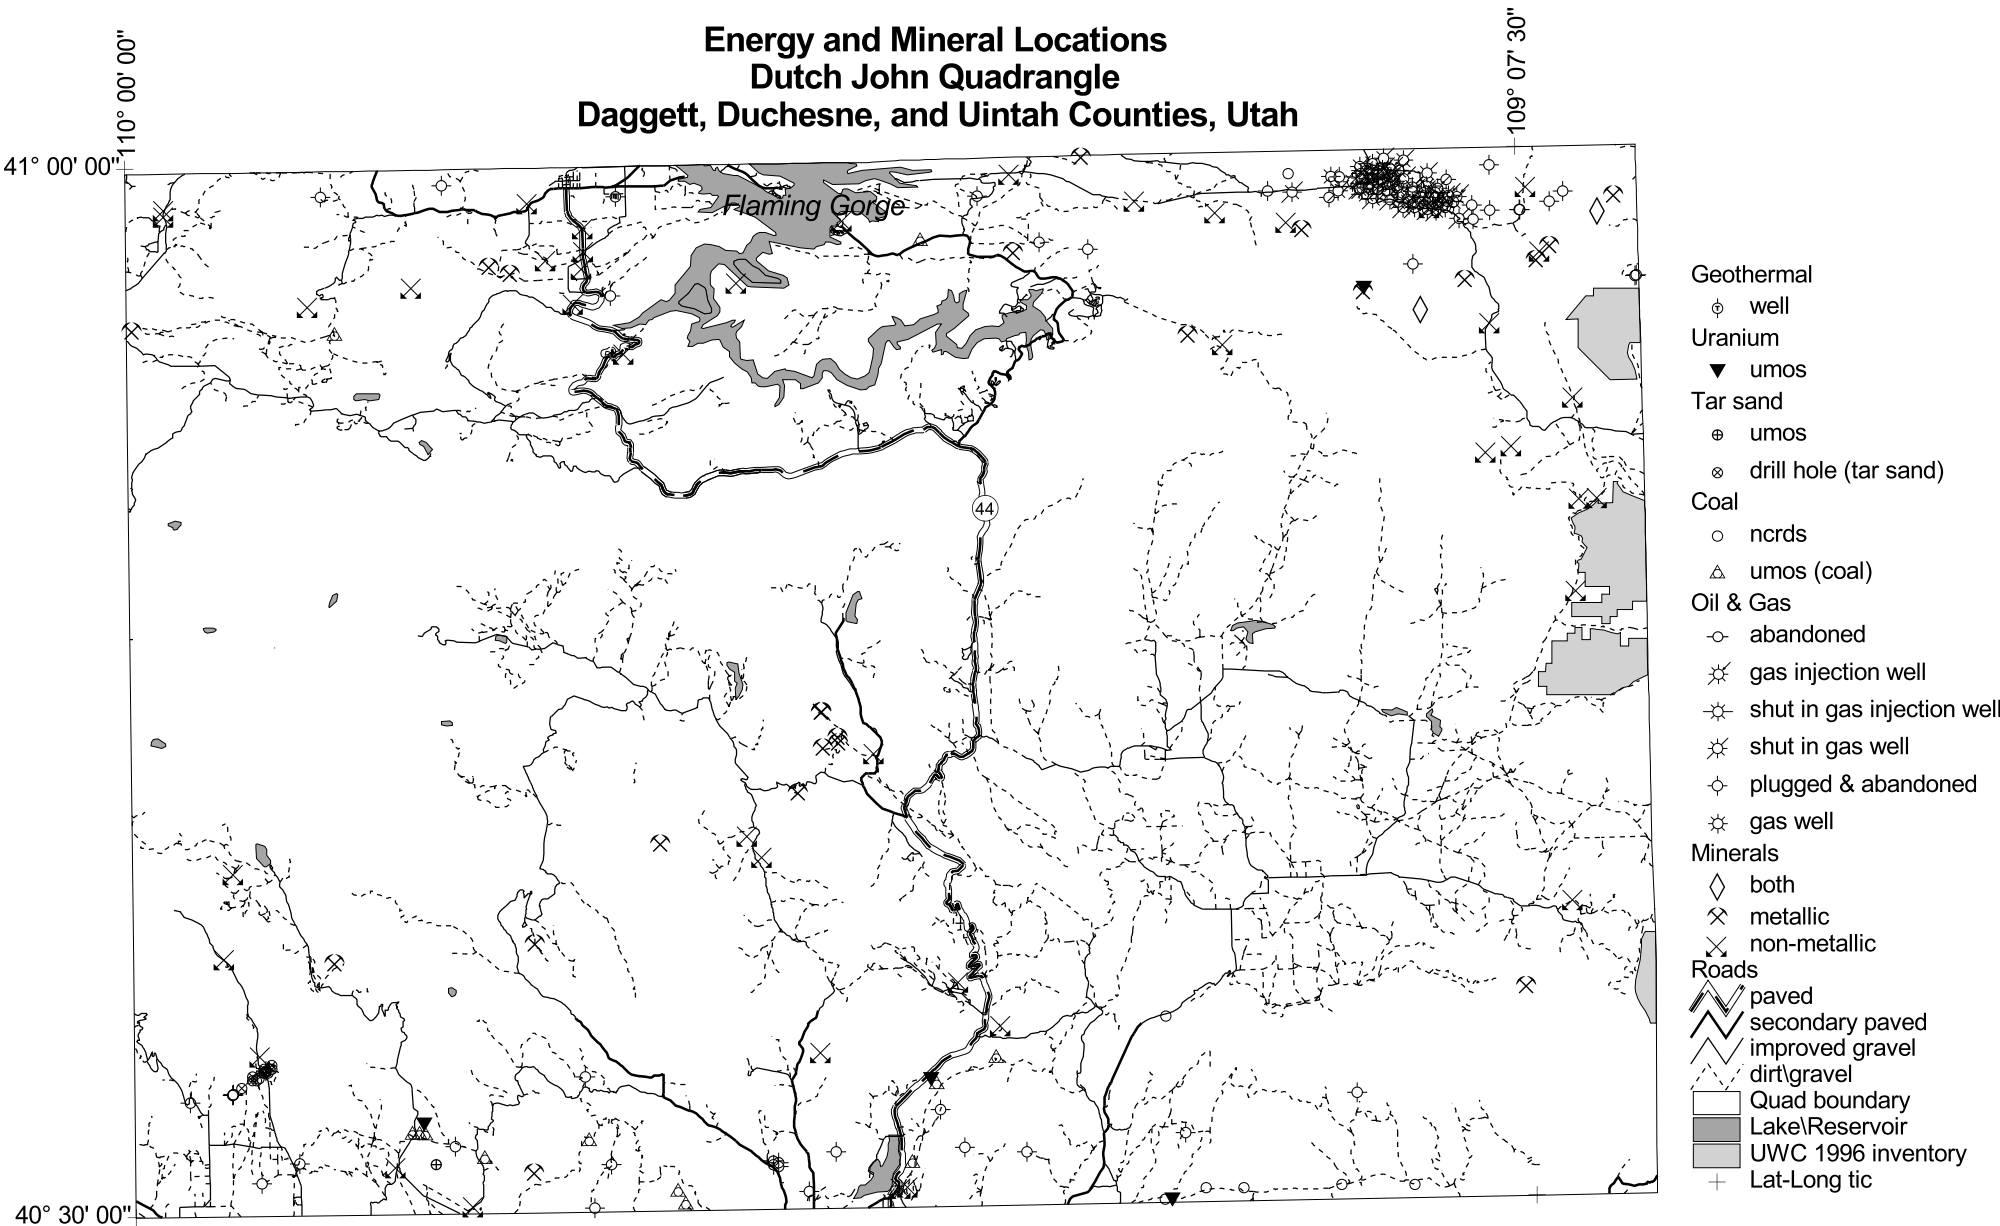 Energy and Mineral Locations
Dutch John Quadrangle
Daggett, Duchesne, and Uintah Counties, Utah
110° 00' 00"
109° 07' 30"
41° 00' 00"
40° 30' 00"
Flaming Gorge
44
Geothermal
well
Uranium
umos
Tar sand
umos
drill hole (tar sand)
Coal
ncrds
umos (coal)
Oil & Gas
abandoned
gas injection well
shut in gas injection well
shut in gas well
plugged & abandoned
gas well
Minerals
both
metallic
non-metallic
Roads
paved
secondary paved
improved gravel
dirt\gravel
Quad boundary
Lake\Reservoir
UWC 1996 inventory
Lat-Long tic